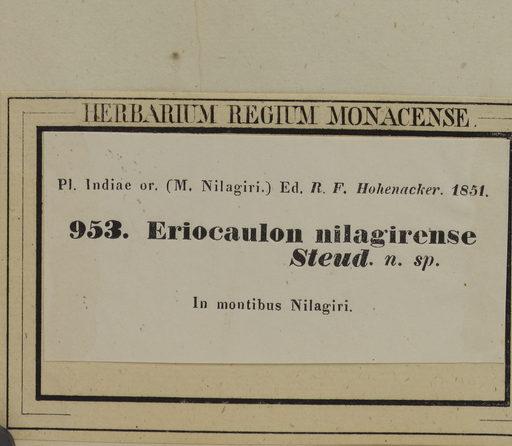 HERBARIUM REGIUM MONACENSE.
Pl. Indiae or. (M. Nilagiri.) Ed. R. F. Hohenacker. 1851.
953. Eriocaulon nilagirense
Steud. n. sp.
In montibus Nilagiri.